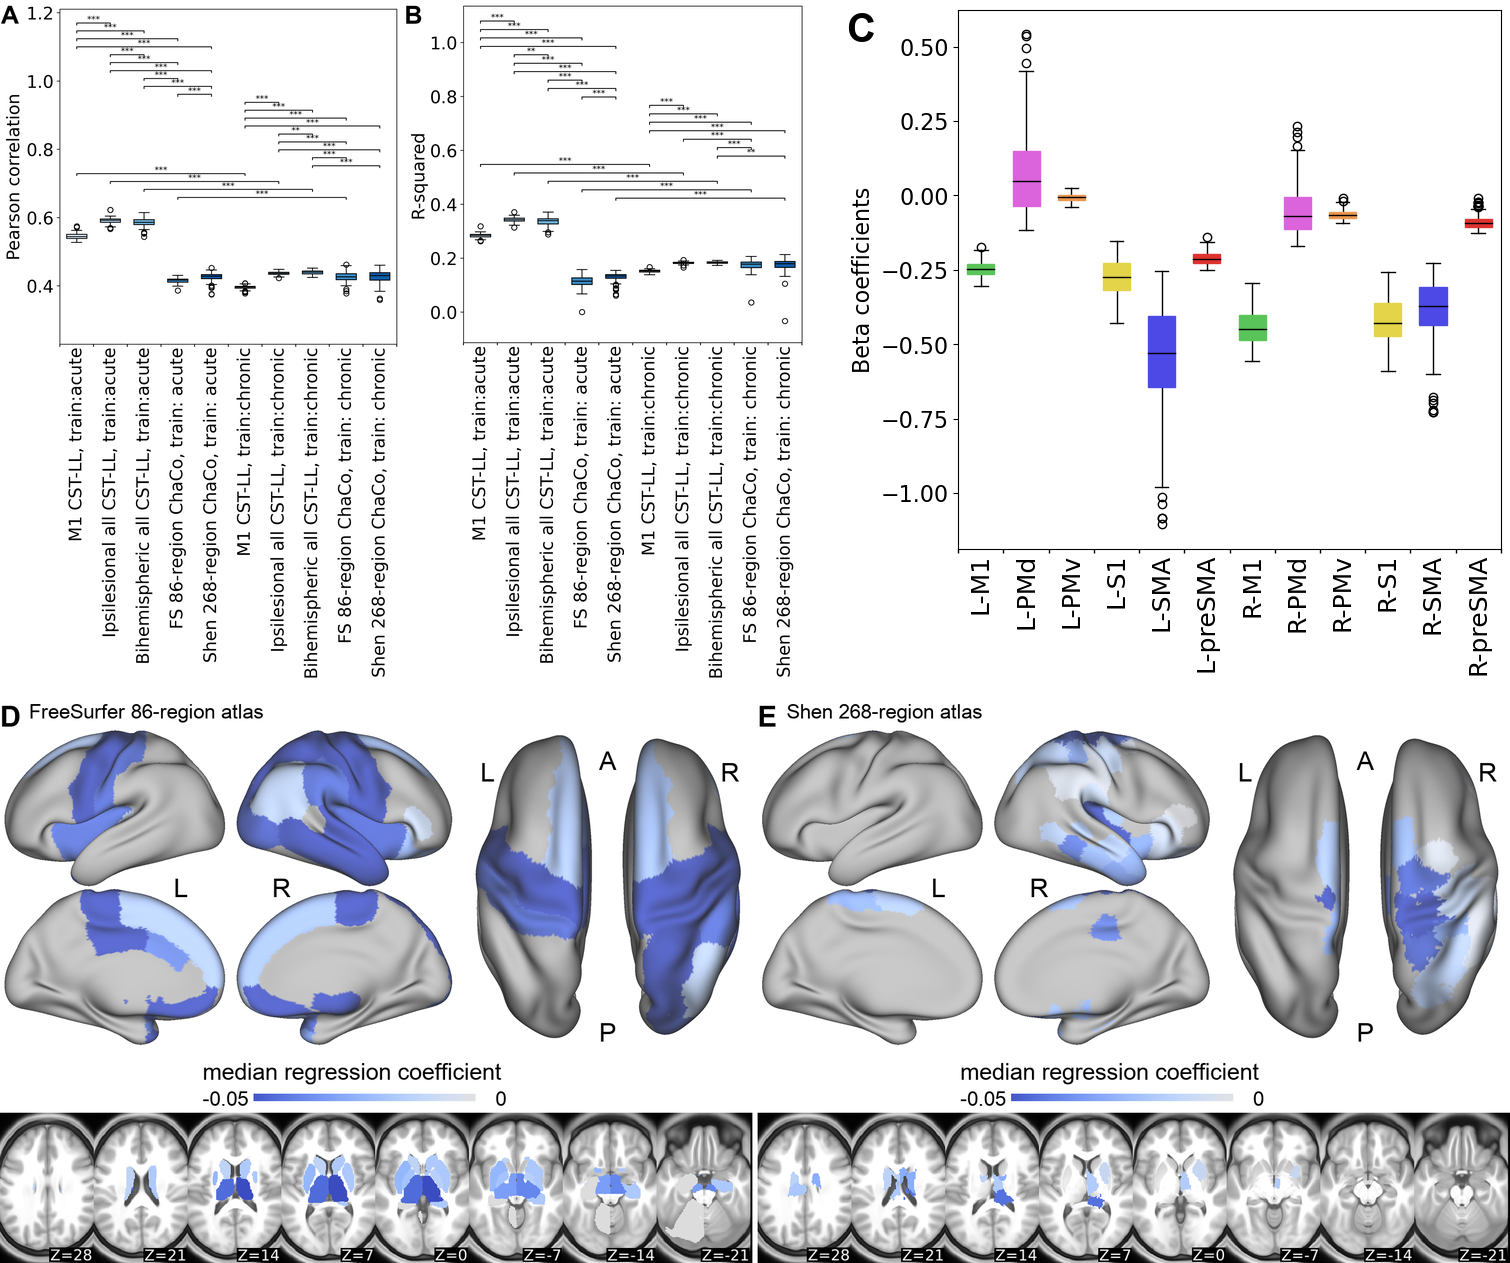 A
Pearson correlation
1.2
1.0
0.8
0.6
0.4
***
***
***
***
***
***
***
***
***
***
***
***
***
***
**
***
***
***
***
***
***
***
***
M1 CST-LL, train:acute
Ipsilesional all CST-LL, train:acute
Bihemispheric all CST-LL, train:acute
FS 86-region ChaCo, train: acute
Shen 268-region ChaCo, train: acute
M1 CST-LL, train:chronic
Ipsilesional all CST-LL, train:chronic
Bihemispheric all CST-LL, train:chronic
FS 86-region ChaCo, train: chronic
Shen 268-region ChaCo, train: chronic
B
R-squared
1.0
0.8
0.6
0.4
0.2
0.0
***
***
***
***
**
***
***
***
***
***
***
***
***
***
***
***
**
***
***
***
***
***
M1 CST-LL, train:acute
Ipsilesional all CST-LL, train:acute
Bihemispheric all CST-LL, train:acute
FS 86-region ChaCo, train: acute
Shen 268-region ChaCo, train: acute
M1 CST-LL, train:chronic
Ipsilesional all CST-LL, train:chronic
Bihemispheric all CST-LL, train:chronic
FS 86-region ChaCo, train: chronic
Shen 268-region ChaCo, train: chronic
C
Beta coefficients
0.50
0.25
0.00
−0.25
−0.50
−0.75
−1.00
L-M1
L-PMd
L-PMv
L-S1
L-SMA
L-preSMA
R-M1
R-PMd
R-PMv
R-S1
R-SMA
R-preSMA
D FreeSurfer 86-region atlas
L
A
R
L
R
P
median regression coefficient
-0.05
0
Z=28
Z=21
Z=14
Z=7
Z=0
Z=-7
Z=-14
Z=-21
E Shen 268-region atlas
L
A
R
L
R
P
median regression coefficient
-0.05
0
Z=28
Z=21
Z=14
Z=7
Z=0
Z=-7
Z=-14
Z=-21